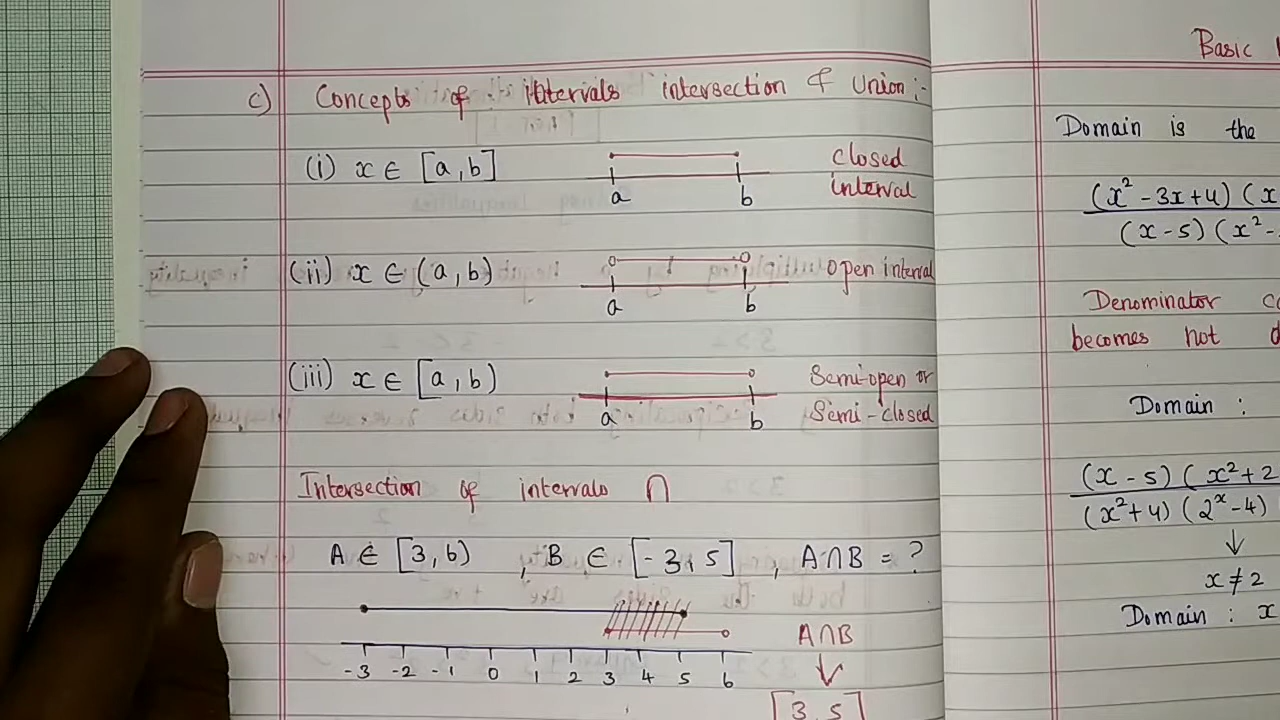 c) Concepts of Intervals intersection & Union :-
(i) x ∈ [a, b]
a b
closed
interval
(ii) x ∈ (a, b)
a b
open interval
(iii) x ∈ [a, b)
a b
Semi-open or
Semi-closed
Intersection of intervals ∩
A ∈ [3, 6) , B ∈ [-3, 5] , A∩B = ?
-3 -2 -1 0 1 2 3 4 5 6
A∩B
↓
[3, 5]
Basic
Domain is the
(x² - 3x+4) (x
(x-5) (x² -
Denominator
becomes not
Domain :
(x - 5) ( x² + 2
(x²+4) (2ˣ - 4)
↓
x ≠ 2
Domain : x